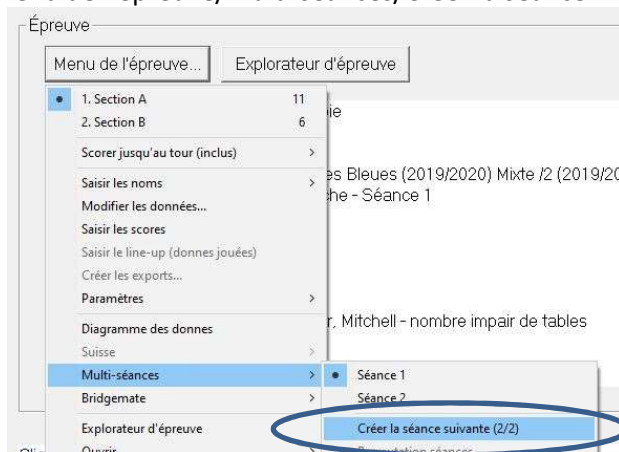 Épreuve
Menu de l'épreuve... Explorateur d'épreuve
1. Section A 11
2. Section B 6
Scorer jusqu'au tour (inclus)
Saisir les noms
es Bleues (2019/2020) Mixte /2 (2019/20
Modifier les données...
che - Séance 1
Saisir les scores
Saisir le line-up (donnes jouées)
Créer les exports...
Paramètres
r, Mitchell - nombre impair de tables
Diagramme des donnes
Suisse
Multi-séances Séance 1
Bridgemate Séance 2
Explorateur d'épreuve Créer la séance suivante (2/2)
Ouvrir